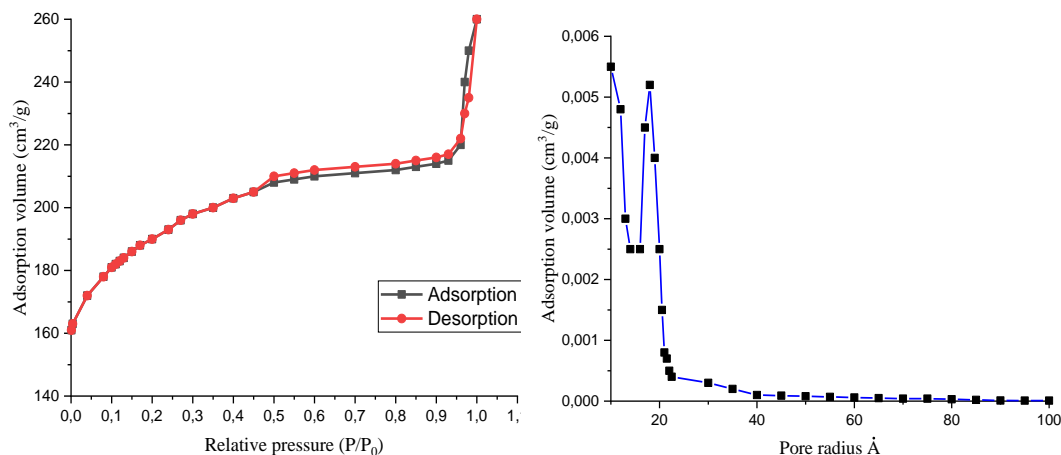 260
240
220
200
180
160
140
Adsorption volume (cm³/g)
Adsorption
Desorption
0,0 0,1 0,2 0,3 0,4 0,5 0,6 0,7 0,8 0,9 1,0 1,
Relative pressure (P/P₀)
0,006
0,005
0,004
0,003
0,002
0,001
0,000
Adsorption volume (cm³/g)
20 40 60 80 100
Pore radius Ȧ